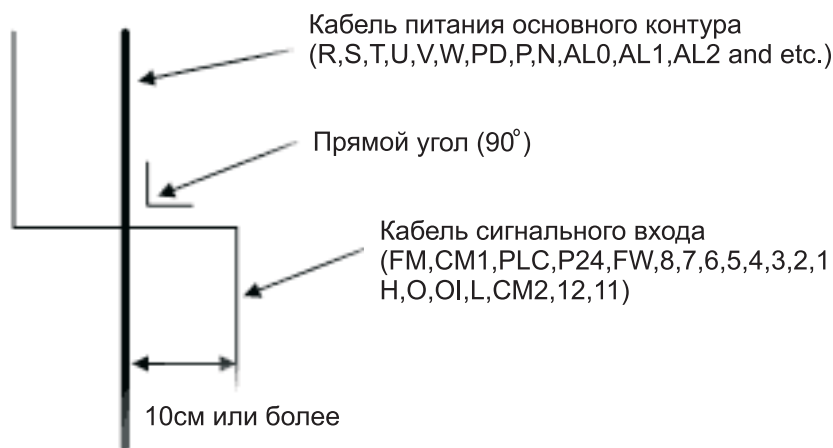 Кабель питания основного контура
(R,S,T,U,V,W,PD,P,N,AL0,AL1,AL2 and etc.)
Прямой угол (90°)
Кабель сигнального входа
(FM,CM1,PLC,P24,FW,8,7,6,5,4,3,2,1
H,O,OI,L,CM2,12,11)
10см или более